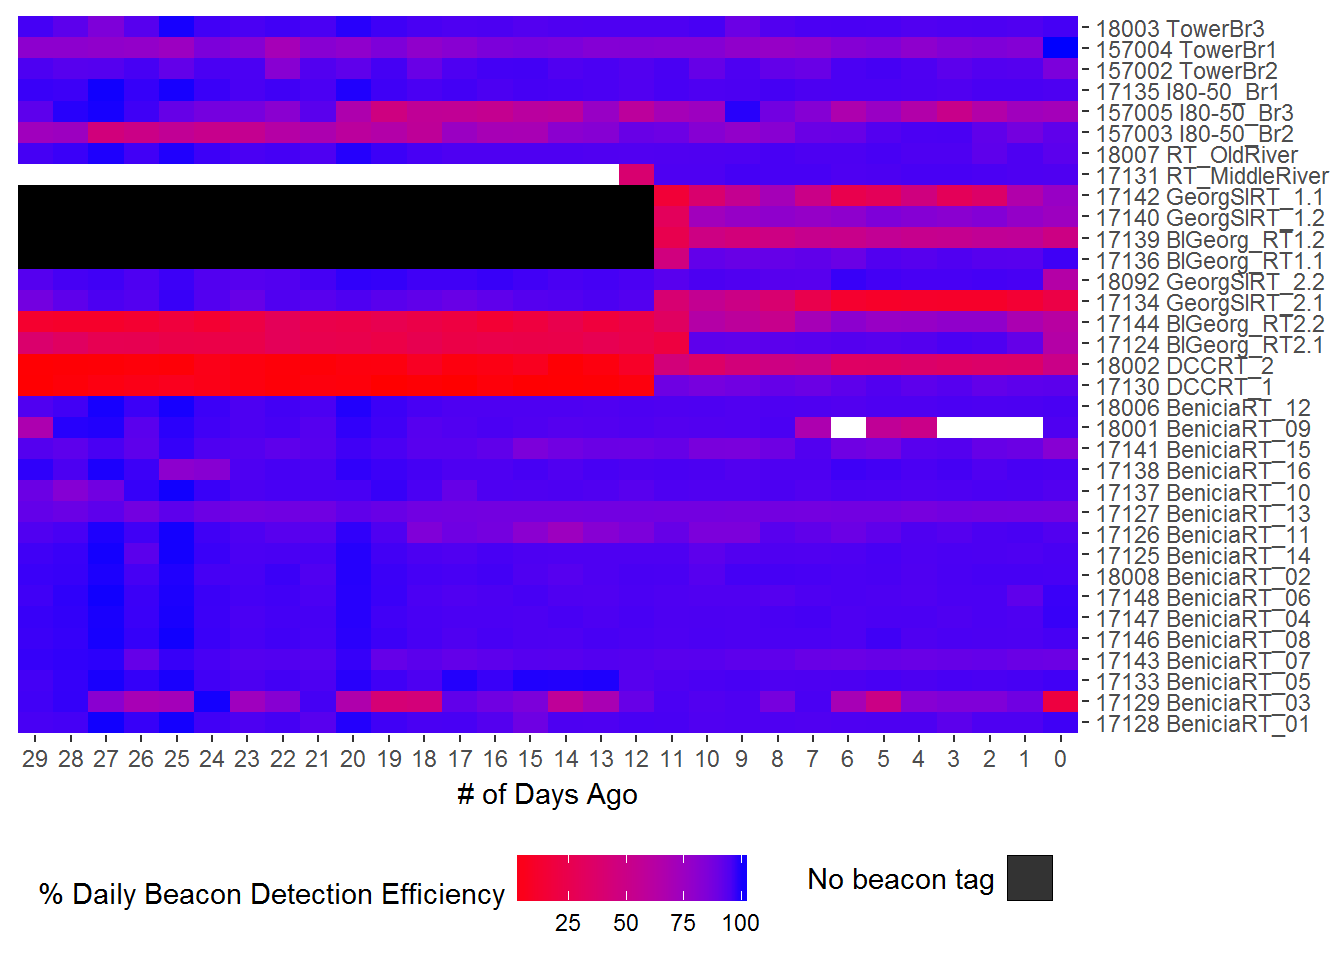 18003 TowerBr3
157004 TowerBr1
157002 TowerBr2
17135 I80-50_Br1
157005 I80-50_Br3
157003 I80-50_Br2
18007 RT_OldRiver
17131 RT_MiddleRiver
17142 GeorgSlRT_1.1
17140 GeorgSlRT_1.2
17139 BlGeorg_RT1.2
17136 BlGeorg_RT1.1
18092 GeorgSlRT_2.2
17134 GeorgSlRT_2.1
17144 BlGeorg_RT2.2
17124 BlGeorg_RT2.1
18002 DCCRT_2
17130 DCCRT_1
18006 BeniciaRT_12
18001 BeniciaRT_09
17141 BeniciaRT_15
17138 BeniciaRT_16
17137 BeniciaRT_10
17127 BeniciaRT_13
17126 BeniciaRT_11
17125 BeniciaRT_14
18008 BeniciaRT_02
17148 BeniciaRT_06
17147 BeniciaRT_04
17146 BeniciaRT_08
17143 BeniciaRT_07
17133 BeniciaRT_05
17129 BeniciaRT_03
17128 BeniciaRT_01
29 28 27 26 25 24 23 22 21 20 19 18 17 16 15 14 13 12 11 10 9 8 7 6 5 4 3 2 1 0
# of Days Ago
% Daily Beacon Detection Efficiency
25 50 75 100
No beacon tag